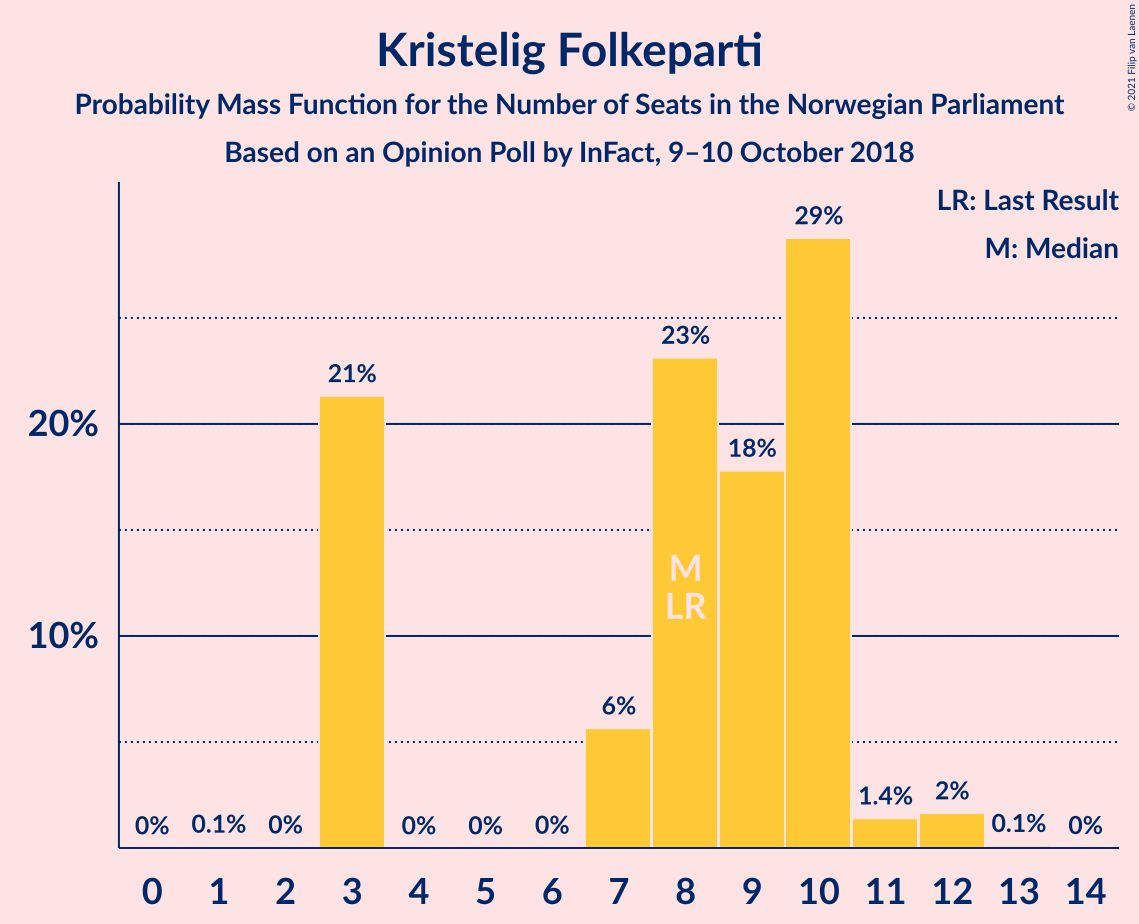 Kristelig Folkeparti
Probability Mass Function for the Number of Seats in the Norwegian Parliament
Based on an Opinion Poll by InFact, 9–10 October 2018
© 2021 Filip van Laenen
LR: Last Result
M: Median
29%
23%
21%
20%
18%
M
LR
10%
6%
0% 0.1% 0% 0% 0% 0% 1.4% 2% 0.1% 0%
0 1 2 3 4 5 6 7 8 9 10 11 12 13 14